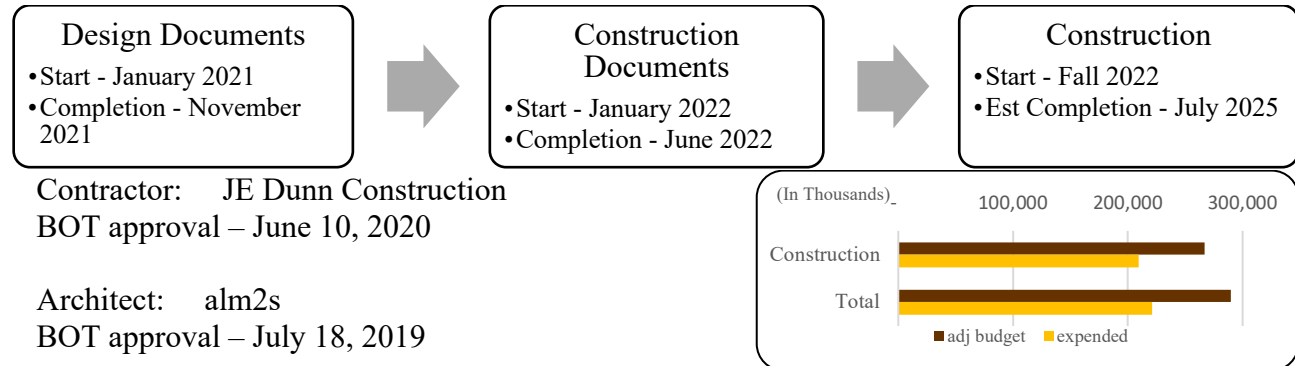 Design Documents
•Start - January 2021
•Completion - November
2021
Construction
Documents
•Start - January 2022
•Completion - June 2022
Construction
•Start - Fall 2022
•Est Completion - July 2025
Contractor: JE Dunn Construction
BOT approval – June 10, 2020
Architect: alm2s
BOT approval – July 18, 2019
(In Thousands) - 100,000 200,000 300,000
Construction
Total
adj budget expended